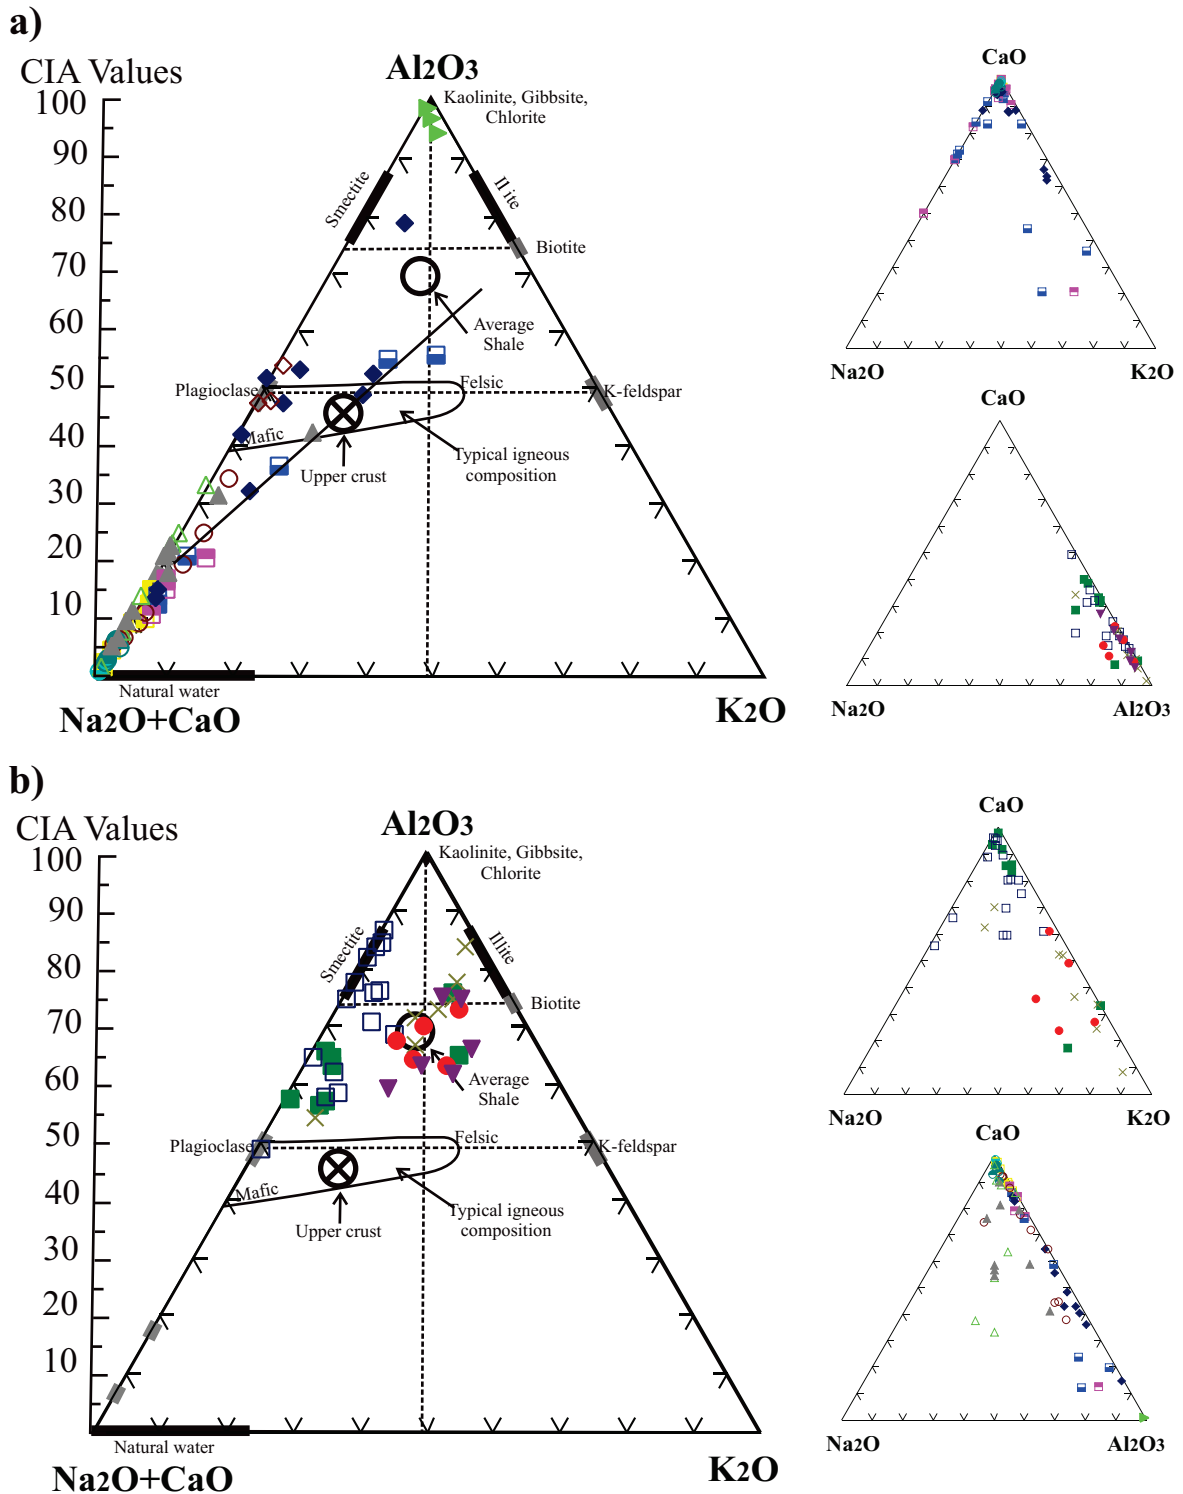 a)
CIA Values
Al2O3
Kaolinite, Gibbsite,
Chlorite
100
90
80
70
60
50
40
30
20
10
Smectite
Il ite
Biotite
Average
Shale
Plagioclase
Felsic
K-feldspar
Mafic
Typical igneous
composition
Upper crust
Natural water
Na2O+CaO
K2O
CaO
Na2O
K2O
CaO
Na2O
Al2O3
b)
CIA Values
Al2O3
Kaolinite, Gibbsite,
Chlorite
100
90
80
70
60
50
40
30
20
10
Smectite
Illite
Biotite
Average
Shale
Plagioclase
Felsic
K-feldspar
Mafic
Typical igneous
composition
Upper crust
Natural water
Na2O+CaO
K2O
CaO
Na2O
K2O
CaO
Na2O
Al2O3